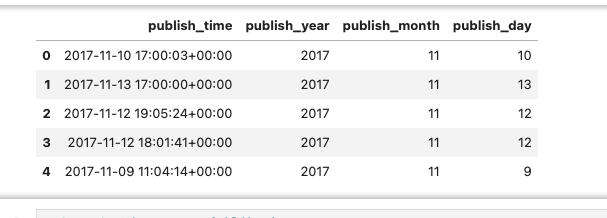 publish_time publish_year publish_month publish_day
0 2017-11-10 17:00:03+00:00 2017 11 10
1 2017-11-13 17:00:00+00:00 2017 11 13
2 2017-11-12 19:05:24+00:00 2017 11 12
3 2017-11-12 18:01:41+00:00 2017 11 12
4 2017-11-09 11:04:14+00:00 2017 11 9